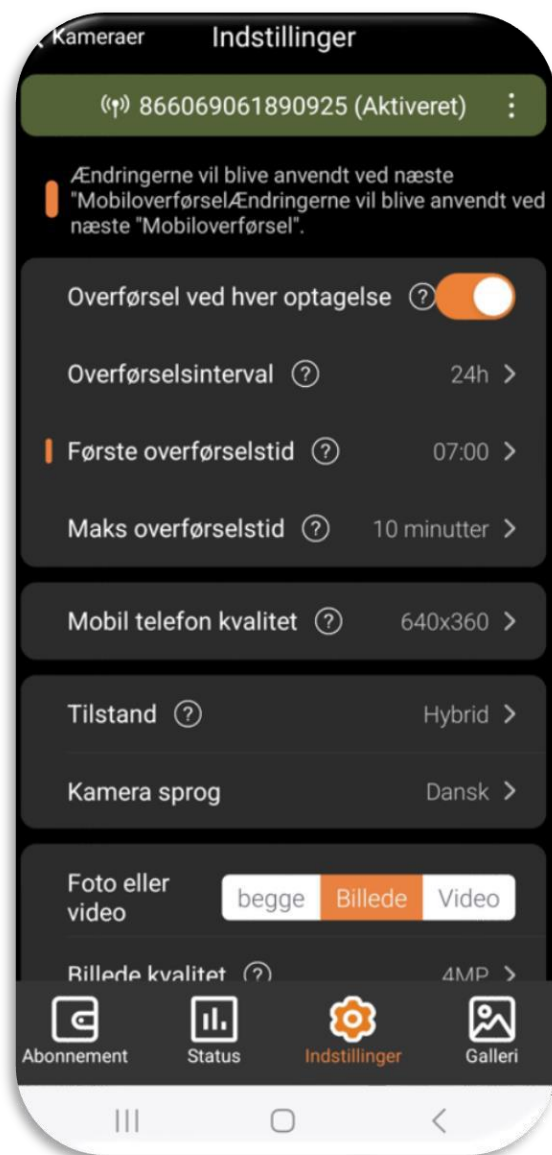 Kameraer Indstillinger
866069061890925 (Aktiveret)
Ændringerne vil blive anvendt ved næste
"MobiloverførselÆndringerne vil blive anvendt ved
næste "Mobiloverførsel".
Overførsel ved hver optagelse ?
Overførselsinterval ? 24h >
Første overførselstid ? 07:00 >
Maks overførselstid ? 10 minutter >
Mobil telefon kvalitet ? 640x360 >
Tilstand ? Hybrid >
Kamera sprog Dansk >
Foto eller
video begge Billede Video
Billede kvalitet ? 4MP >
Abonnement Status Indstillinger Galleri